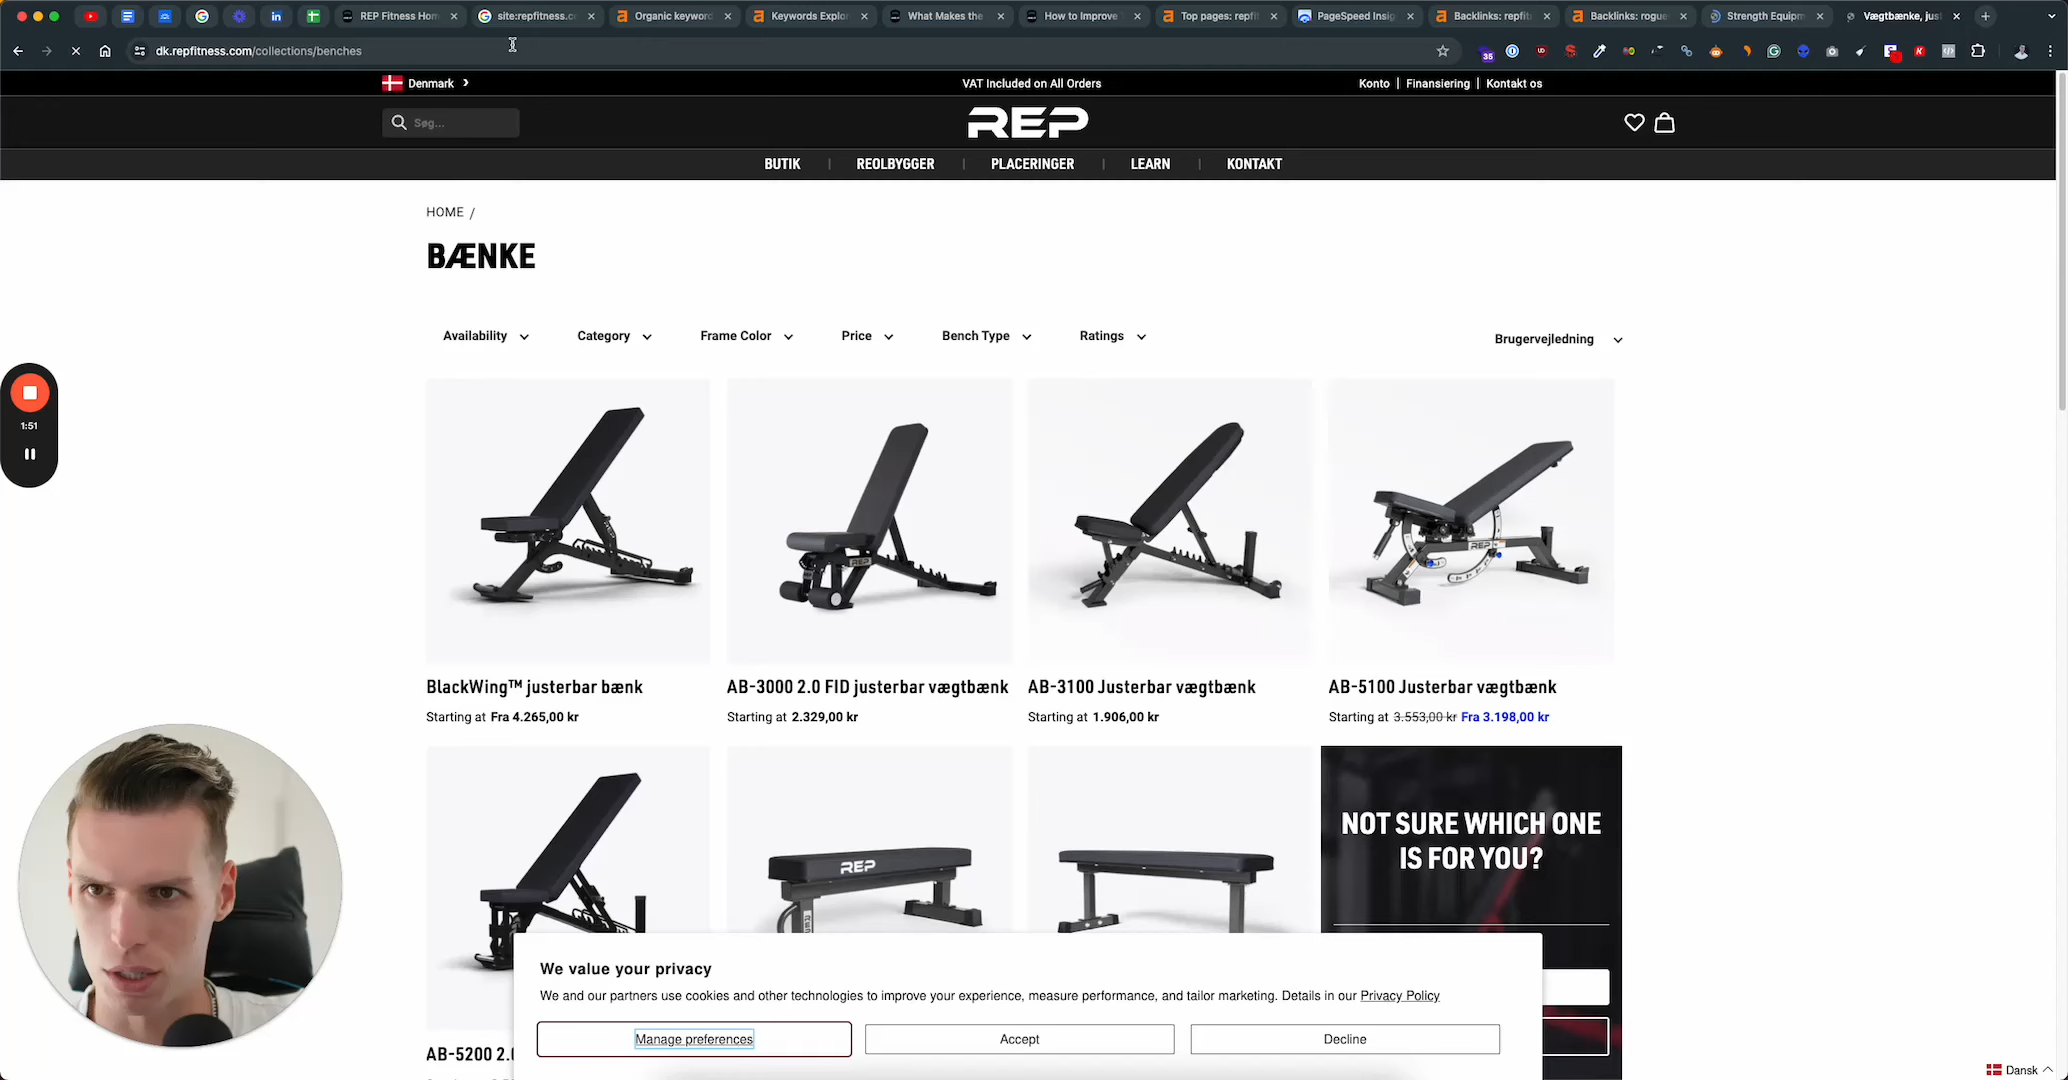 REP Fitness Hom
site:repfitness.co
Organic keyword
Keywords Explor
What Makes the
How to Improve
Top pages: repfit
PageSpeed Insig
Backlinks: repfit
Backlinks: rogue
Strength Equipm
Vægtbænke, jus
dk.repfitness.com/collections/benches
35
Denmark
VAT Included on All Orders
Konto | Finansiering | Kontakt os
Søg...
REP
BUTIK | REOLBYGGER | PLACERINGER | LEARN | KONTAKT
HOME /
BÆNKE
Availability
Category
Frame Color
Price
Bench Type
Ratings
Brugervejledning
1:51
BlackWing™ justerbar bænk
Starting at Fra 4.265,00 kr
AB-3000 2.0 FID justerbar vægtbænk
Starting at 2.329,00 kr
AB-3100 Justerbar vægtbænk
Starting at 1.906,00 kr
AB-5100 Justerbar vægtbænk
Starting at 3.553,00 kr Fra 3.198,00 kr
REP
NOT SURE WHICH ONE
IS FOR YOU?
AB-5200 2.0
We value your privacy
We and our partners use cookies and other technologies to improve your experience, measure performance, and tailor marketing. Details in our Privacy Policy
Manage preferences
Accept
Decline
Dansk